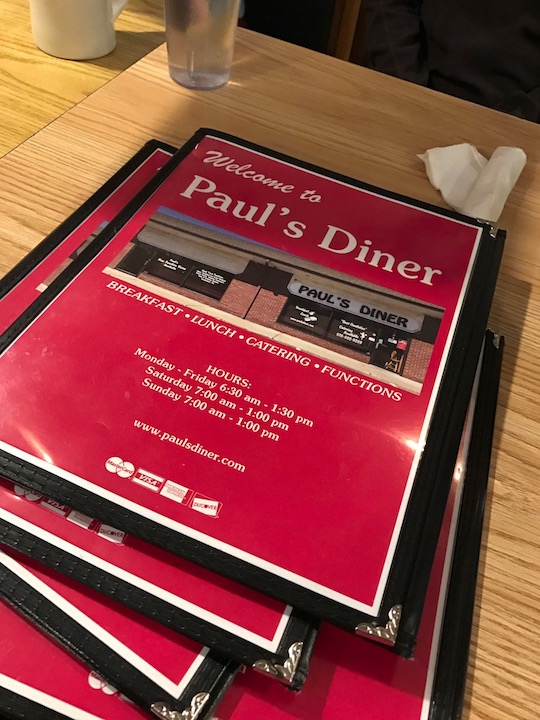 Welcome to
Paul's Diner
PAUL'S DINER
BREAKFAST • LUNCH • CATERING • FUNCTIONS
HOURS:
Monday - Friday 6:30 am - 1:30 pm
Saturday 7:00 am - 1:00 pm
Sunday 7:00 am - 1:00 pm
www.paulsdiner.com
VISA
DISCOVER